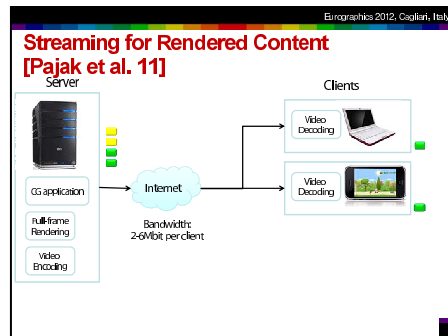 Eurographics 2012, Cagliari, Italy
Streaming for Rendered Content
[Pajak et al. 11]
Server
Clients
Video
Decoding
CG application
Internet
Video
Decoding
Full-frame
Rendering
Bandwidth:
2-6Mbit per client
Video
Encoding